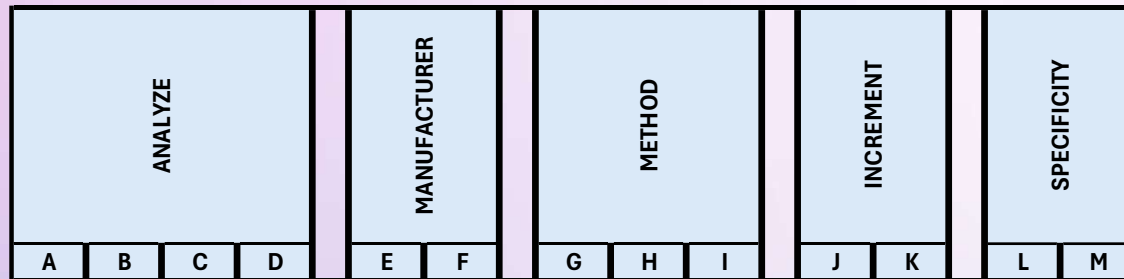 ANALYZE
MANUFACTURER
METHOD
INCREMENT
SPECIFICITY
A B C D E F G H I J K L M